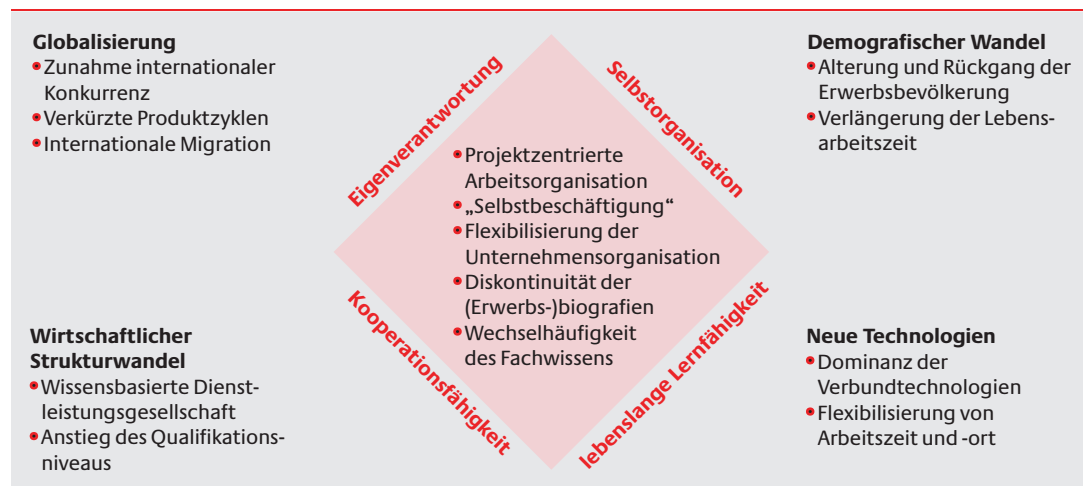 Globalisierung
• Zunahme internationaler
Konkurrenz
• Verkürzte Produktzyklen
• Internationale Migration
Demografischer Wandel
• Alterung und Rückgang der
Erwerbsbevölkerung
• Verlängerung der Lebens-
arbeitszeit
Eigenverantwortung
Selbstorganisation
• Projektzentrierte
Arbeitsorganisation
• „Selbstbeschäftigung“
• Flexibilisierung der
Unternehmensorganisation
• Diskontinuität der
(Erwerbs-)biografien
• Wechselhäufigkeit
des Fachwissens
Kooperationsfähigkeit
lebenslange Lernfähigkeit
Wirtschaftlicher
Strukturwandel
• Wissensbasierte Dienst-
leistungsgesellschaft
• Anstieg des Qualifikations-
niveaus
Neue Technologien
• Dominanz der
Verbundtechnologien
• Flexibilisierung von
Arbeitszeit und -ort